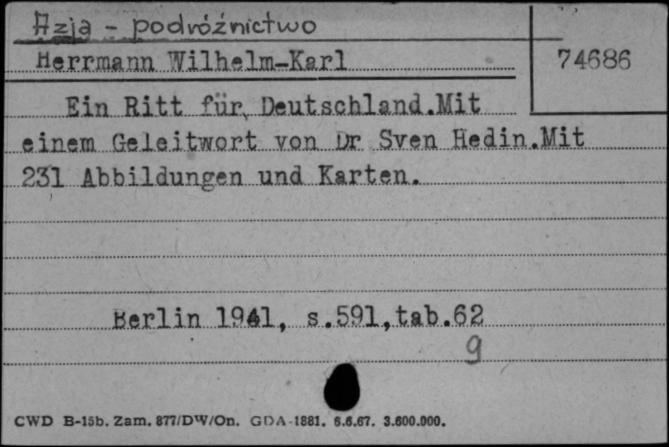 Azja - podróżnictwo
Herrmann Wilhelm-Karl
74686
Ein Ritt für Deutschland.Mit
einem Geleitwort von Dr Sven Hedin.Mit
231 Abbildungen und Karten.
Berlin 1941, s.591,tab.62
9
CWD B-15b. Zam. 877/DW/On. GDA-1881. 6.6.67. 3.600.000.